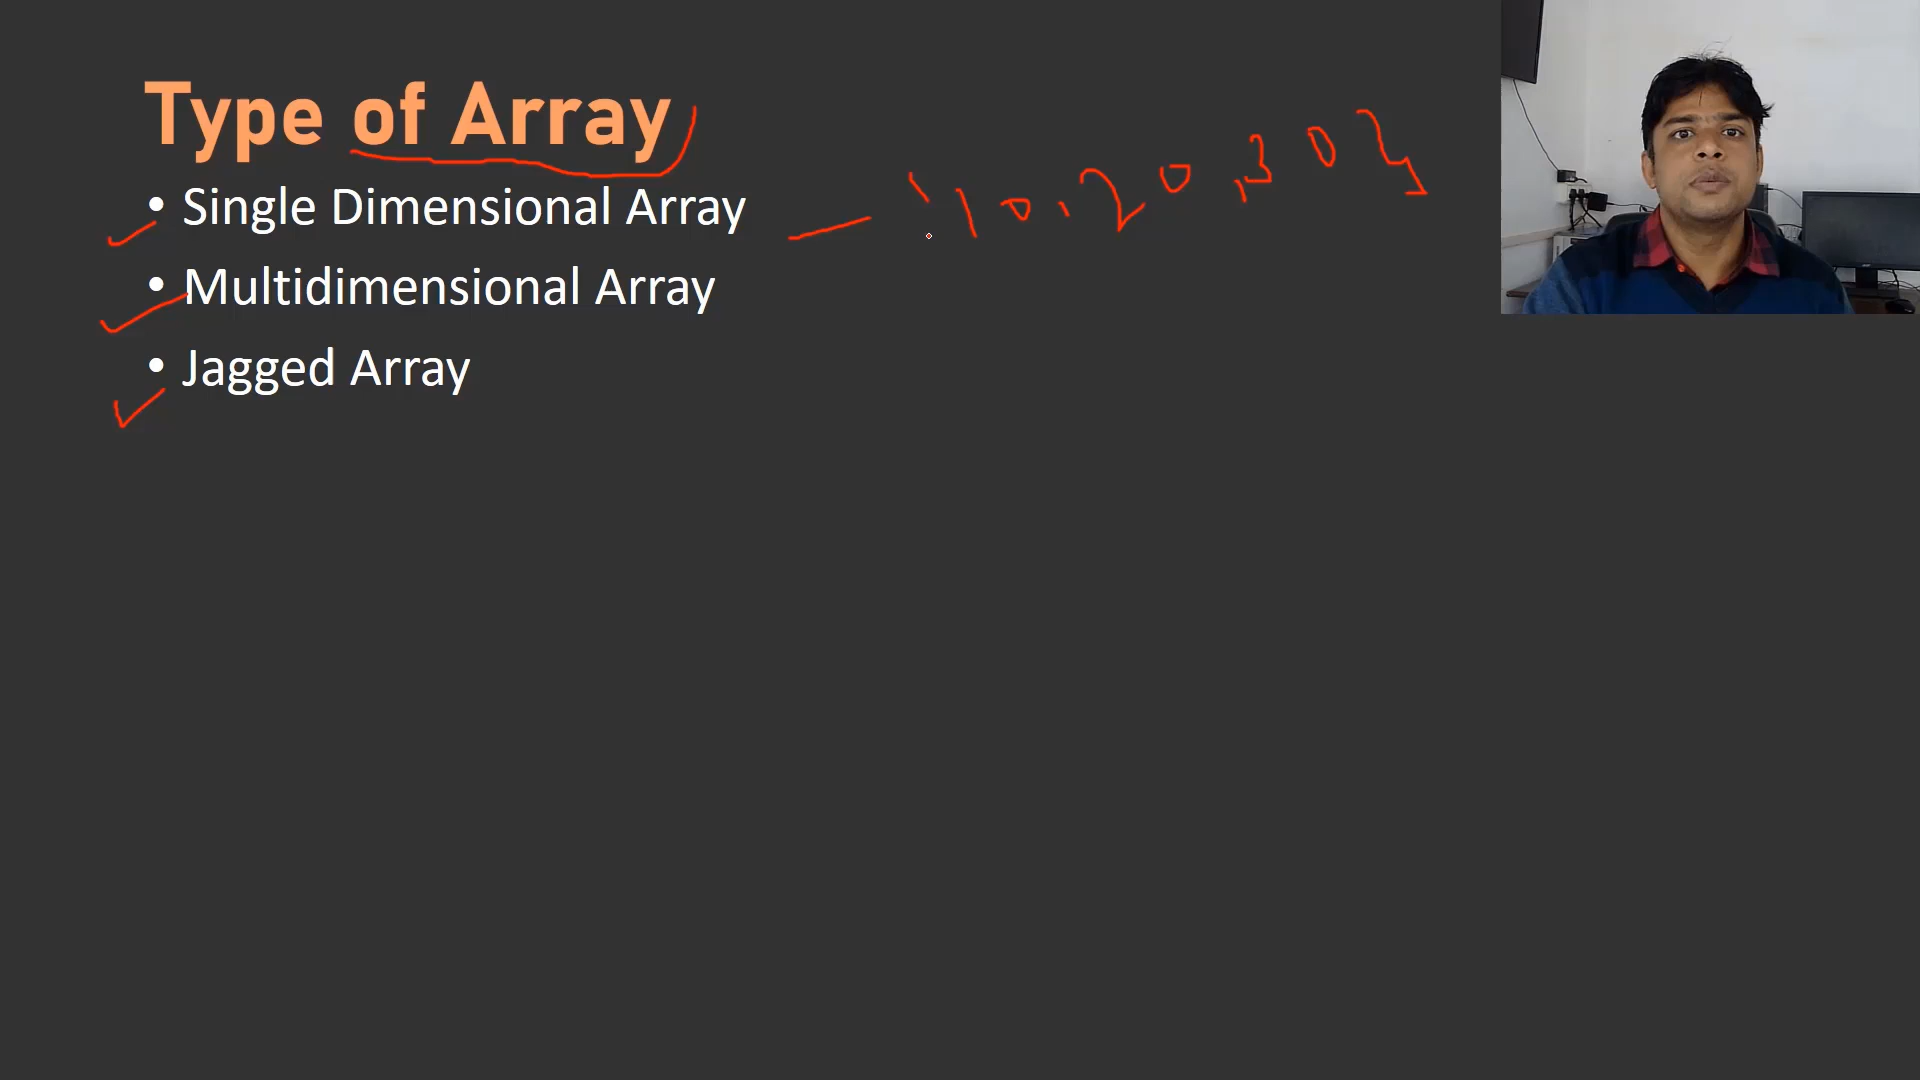 Type of Array
• Single Dimensional Array
10,20,30}
• Multidimensional Array
• Jagged Array